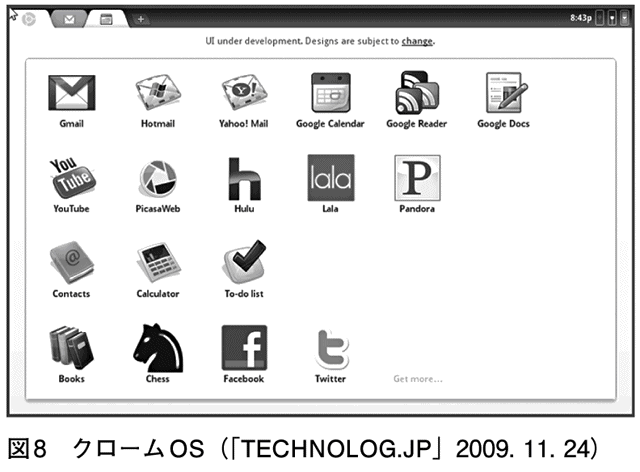 8:43p
UI under development. Designs are subject to change.
Gmail Hotmail Yahoo! Mail Google Calendar Google Reader Google Docs
You
Tube
h
lala
P
YouTube PicasaWeb Hulu Lala Pandora
Contacts Calculator To-do list
Books Chess Facebook Twitter Get more...
図8　クロームOS（「TECHNOLOG.JP」2009. 11. 24）